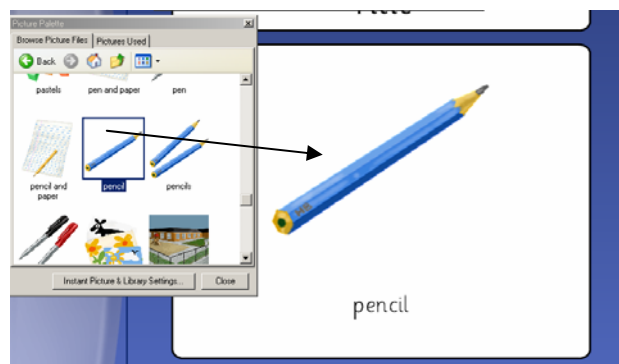 Picture Palette
Browse Picture Files Pictures Used
Back
pastels pen and paper pen
pencil and paper pencil pencils
Instant Picture & Library Settings... Close
HB
pencil